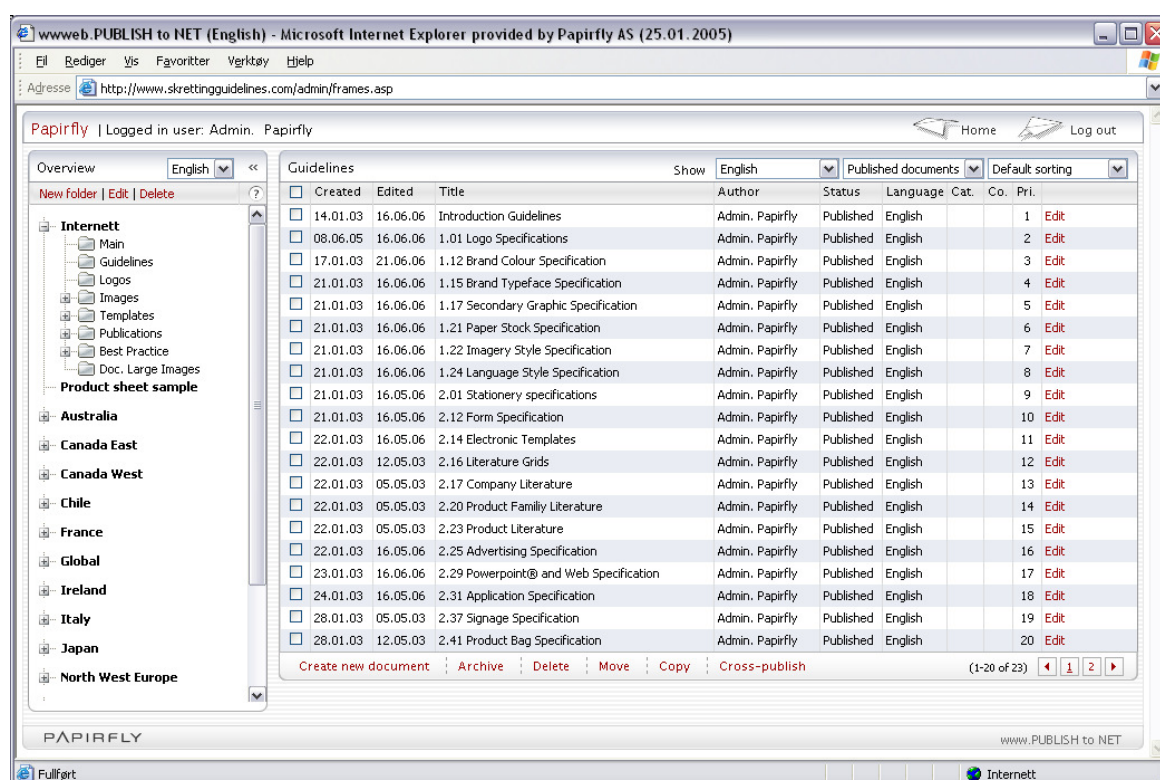 wwweb.PUBLISH to NET (English) - Microsoft Internet Explorer provided by Papirfly AS (25.01.2005)
Fil Rediger Vis Favoritter Verktøy Hjelp
Adresse http://www.skrettingguidelines.com/admin/frames.asp
Papirfly | Logged in user: Admin. Papirfly Home Log out
Overview English «
New folder | Edit | Delete ?
Internett
Main
Guidelines
Logos
Images
Templates
Publications
Best Practice
Doc. Large Images
Product sheet sample
Australia
Canada East
Canada West
Chile
France
Global
Ireland
Italy
Japan
North West Europe
Guidelines Show English Published documents Default sorting
Created Edited Title Author Status Language Cat. Co. Pri.
14.01.03 16.06.06 Introduction Guidelines Admin. Papirfly Published English 1 Edit
08.06.05 16.06.06 1.01 Logo Specifications Admin. Papirfly Published English 2 Edit
17.01.03 21.06.06 1.12 Brand Colour Specification Admin. Papirfly Published English 3 Edit
21.01.03 16.06.06 1.15 Brand Typeface Specification Admin. Papirfly Published English 4 Edit
21.01.03 16.06.06 1.17 Secondary Graphic Specification Admin. Papirfly Published English 5 Edit
21.01.03 16.06.06 1.21 Paper Stock Specification Admin. Papirfly Published English 6 Edit
21.01.03 16.06.06 1.22 Imagery Style Specification Admin. Papirfly Published English 7 Edit
21.01.03 16.06.06 1.24 Language Style Specification Admin. Papirfly Published English 8 Edit
21.01.03 16.05.06 2.01 Stationery specifications Admin. Papirfly Published English 9 Edit
21.01.03 16.05.06 2.12 Form Specification Admin. Papirfly Published English 10 Edit
22.01.03 16.05.06 2.14 Electronic Templates Admin. Papirfly Published English 11 Edit
22.01.03 12.05.03 2.16 Literature Grids Admin. Papirfly Published English 12 Edit
22.01.03 05.05.03 2.17 Company Literature Admin. Papirfly Published English 13 Edit
22.01.03 05.05.03 2.20 Product Familiy Literature Admin. Papirfly Published English 14 Edit
22.01.03 05.05.03 2.23 Product Literature Admin. Papirfly Published English 15 Edit
22.01.03 16.05.06 2.25 Advertising Specification Admin. Papirfly Published English 16 Edit
23.01.03 16.06.06 2.29 Powerpoint® and Web Specification Admin. Papirfly Published English 17 Edit
24.01.03 16.05.06 2.31 Application Specification Admin. Papirfly Published English 18 Edit
28.01.03 05.05.03 2.37 Signage Specification Admin. Papirfly Published English 19 Edit
28.01.03 12.05.03 2.41 Product Bag Specification Admin. Papirfly Published English 20 Edit
Create new document Archive Delete Move Copy Cross-publish (1-20 of 23) 1 2
PAPIRFLY www.PUBLISH to NET
Fullført Internett